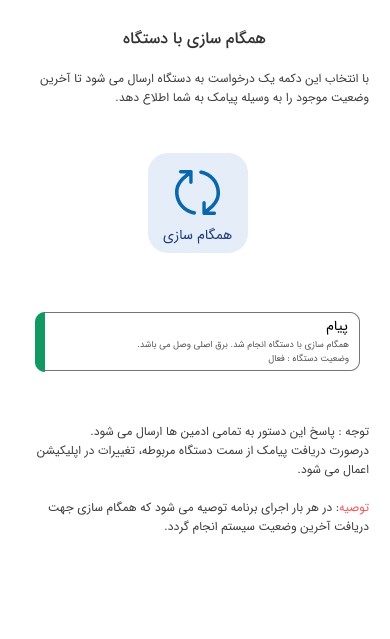 همگام سازی با دستگاه
با انتخاب این دکمه یک درخواست به دستگاه ارسال می شود تا آخرین
وضعیت موجود را به وسیله پیامک به شما اطلاع دهد.
همگام سازی
پیام
همگام سازی با دستگاه انجام شد. برق اصلی وصل می باشد.
وضعیت دستگاه : فعال
توجه : پاسخ این دستور به تمامی ادمین ها ارسال می شود.
درصورت دریافت پیامک از سمت دستگاه مربوطه، تغییرات در اپلیکیشن
اعمال می شود.
توصیه: در هر بار اجرای برنامه توصیه می شود که همگام سازی جهت
دریافت آخرین وضعیت سیستم انجام گردد.